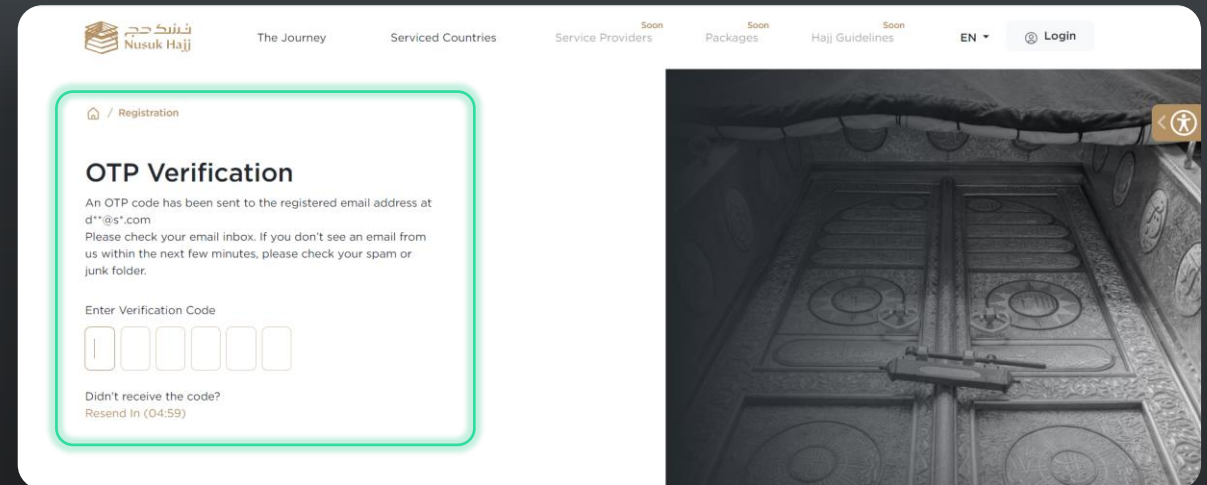 نسك حج
Nusuk Hajj
The Journey
Serviced Countries
Soon
Service Providers
Soon
Packages
Soon
Hajj Guidelines
EN
Login
/ Registration
OTP Verification
An OTP code has been sent to the registered email address at
d**@s*.com
Please check your email inbox. If you don't see an email from
us within the next few minutes, please check your spam or
junk folder.
Enter Verification Code
Didn't receive the code?
Resend In (04:59)